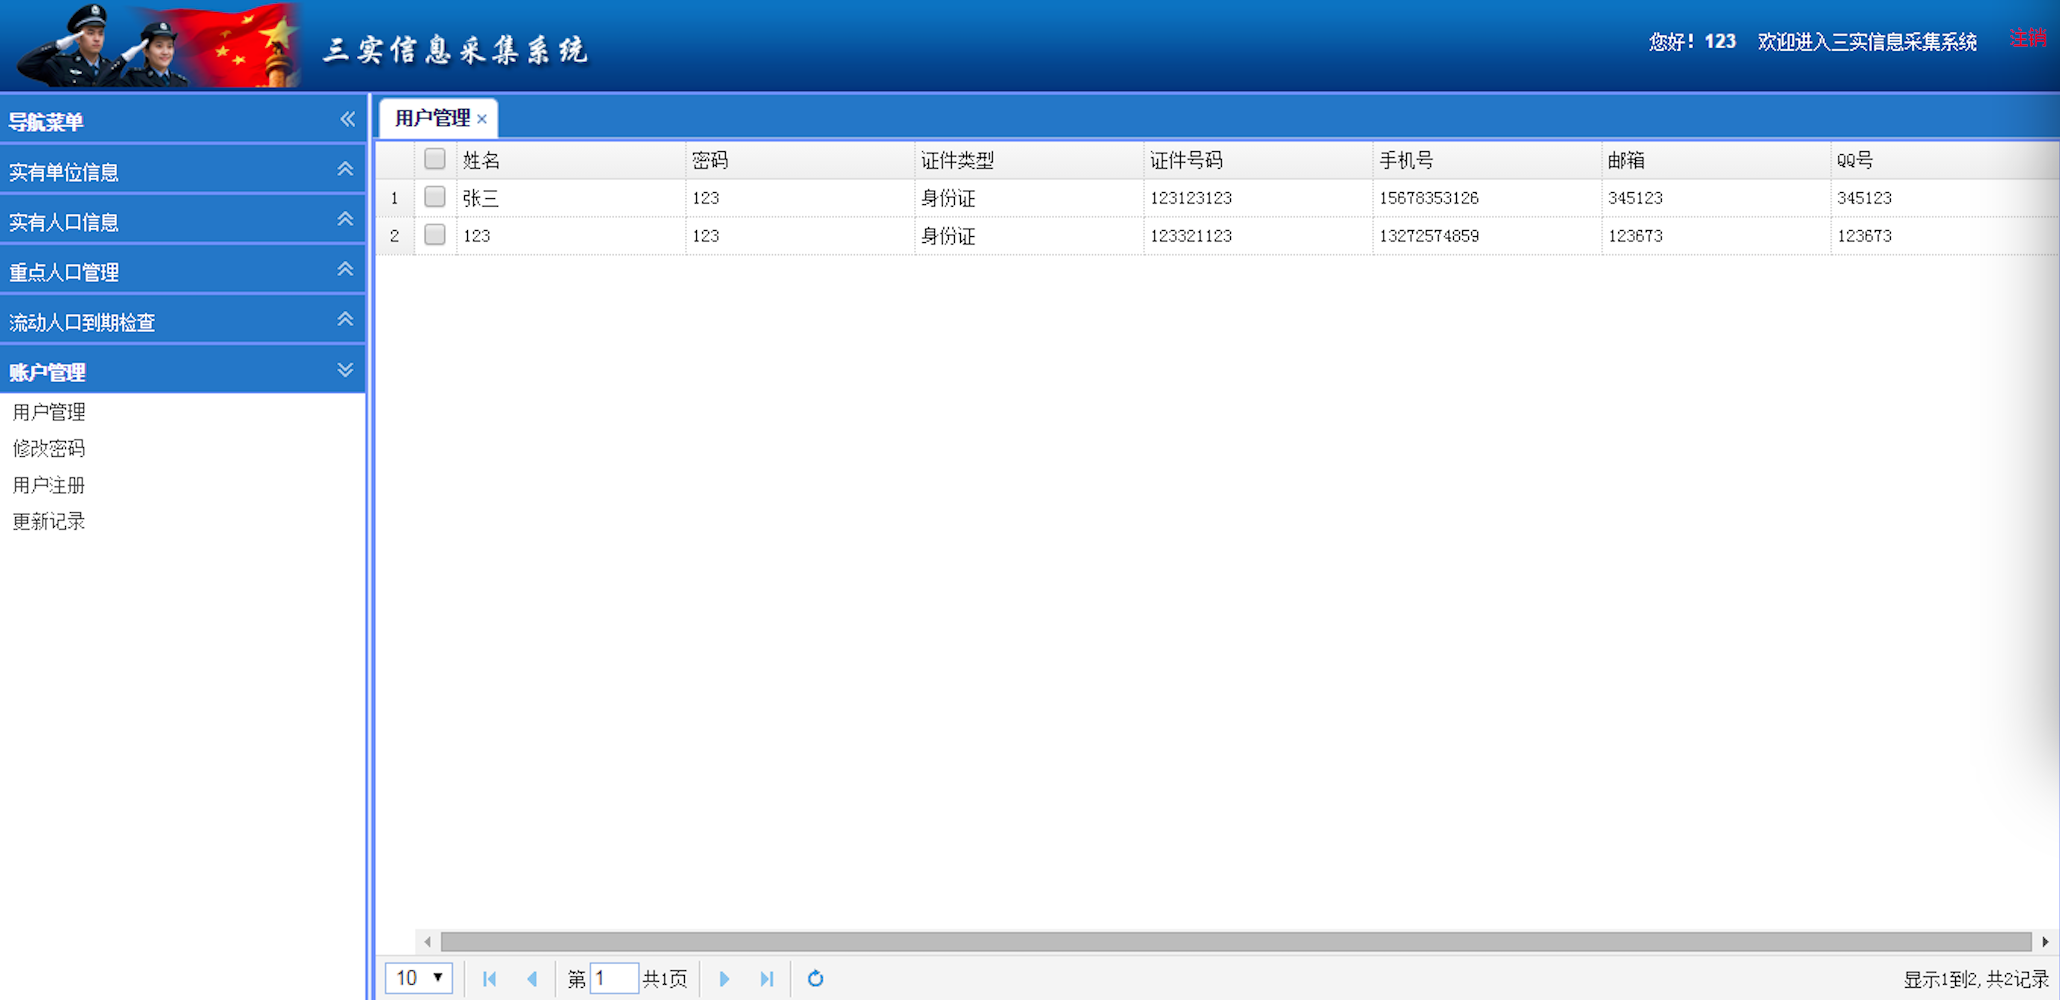 三实信息采集系统
您好！123 欢迎进入三实信息采集系统 注销
导航菜单
实有单位信息
实有人口信息
重点人口管理
流动人口到期检查
账户管理
用户管理
修改密码
用户注册
更新记录
用户管理
姓名 密码 证件类型 证件号码 手机号 邮箱 QQ号
1 张三 123 身份证 123123123 15678353126 345123 345123
2 123 123 身份证 123321123 13272574859 123673 123673
10 第 1 共1页 显示1到2, 共2记录